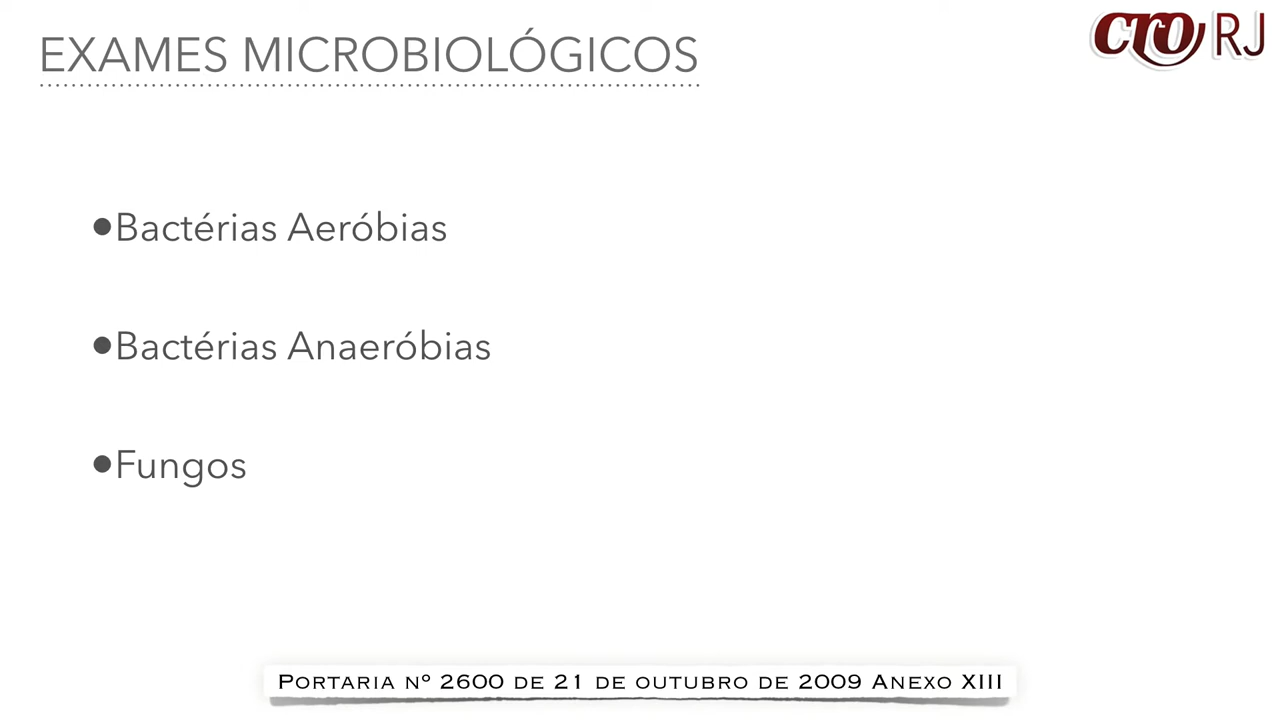 EXAMES MICROBIOLÓGICOS
cro RJ
•Bactérias Aeróbias
•Bactérias Anaeróbias
•Fungos
Portaria nº 2600 de 21 de outubro de 2009 Anexo XIII